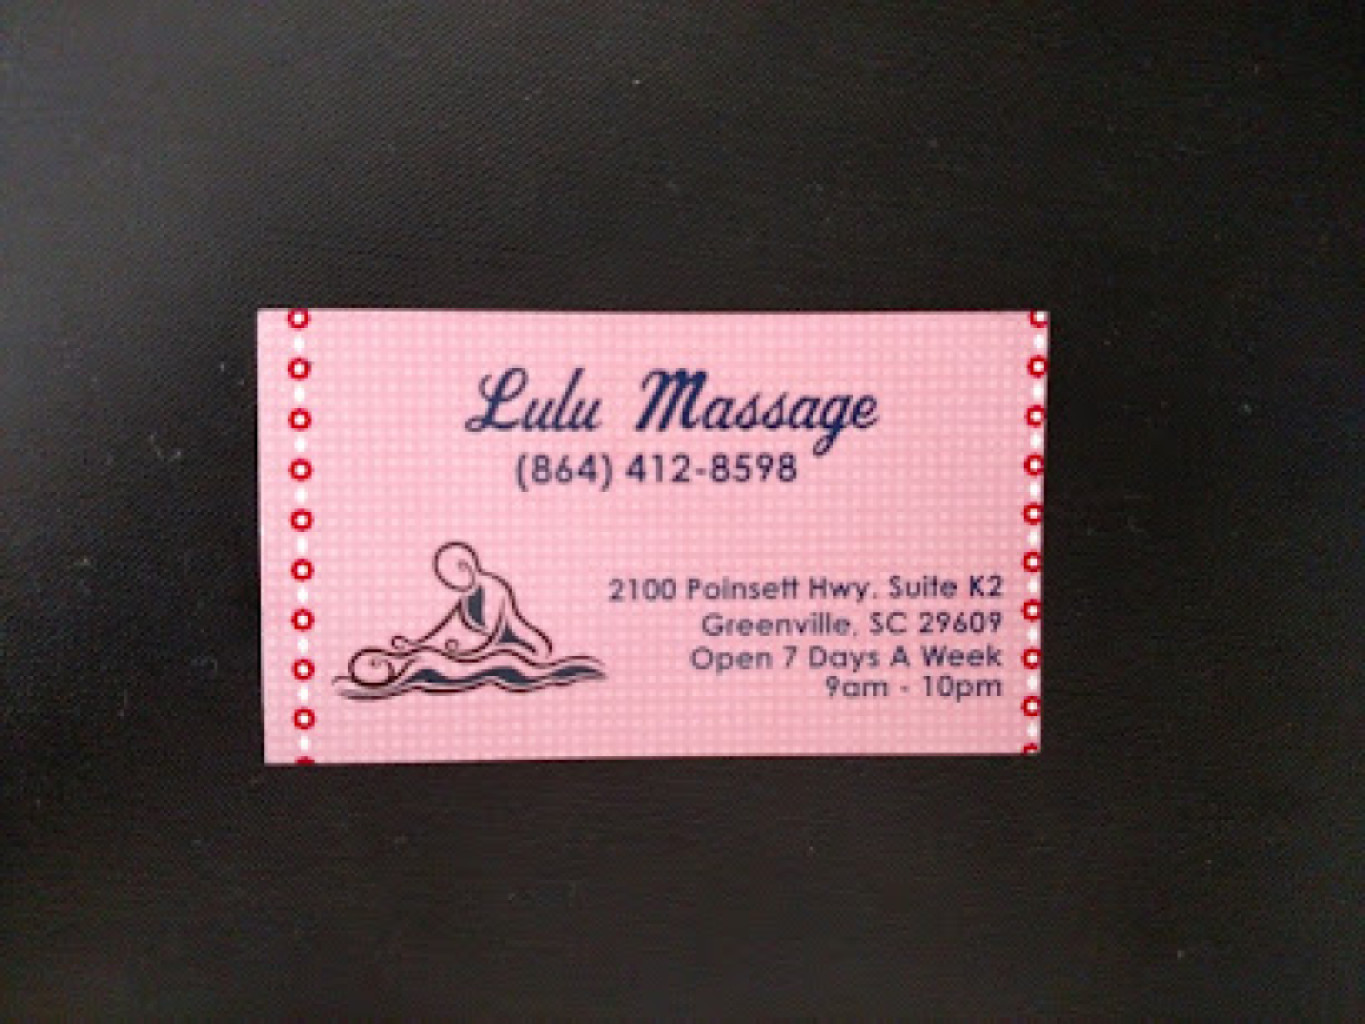 Lulu Massage
(864) 412-8598
2100 Poinsett Hwy. Suite K2
Greenville, SC 29609
Open 7 Days A Week
9am - 10pm